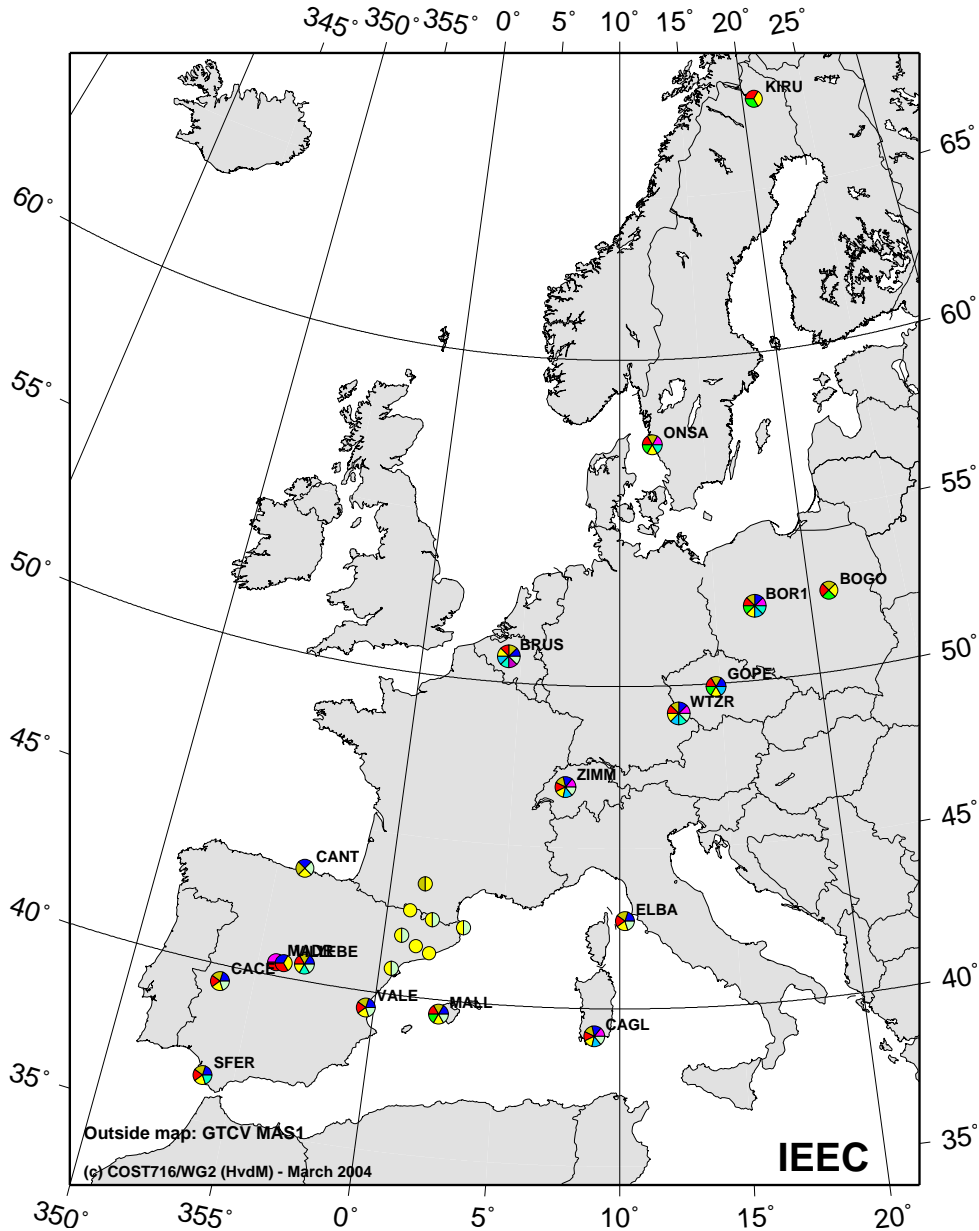 345° 350° 355° 0° 5° 10° 15° 20° 25°
KIRU
65°
60°
60°
55°
ONSA
55°
50°
BOGO
BOR1
BRUS
50°
GOPE
WTZR
45°
ZIMM
45°
CANT
40°
ELBA
YEBE
CACE
40°
VALE
MALL
CAGL
SFER
35°
Outside map: GTCV MAS1
35°
IEEC
(c) COST716/WG2 (HvdM) - March 2004
350° 355° 0° 5° 10° 15° 20°